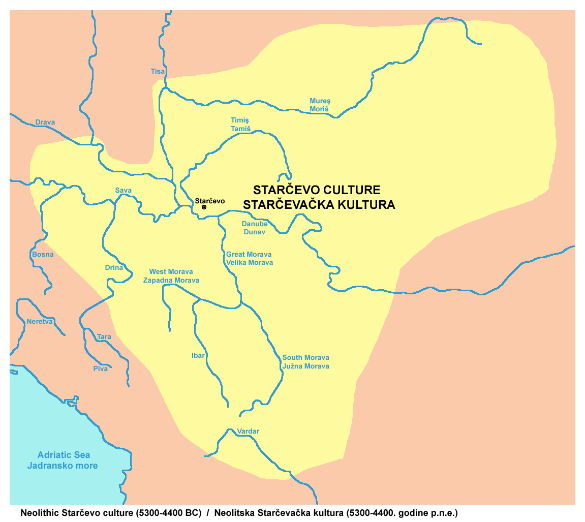 Tisa
Mureş
Moriš
Timiş
Tamiš
Drava
STARČEVO CULTURE
STARČEVAČKA KULTURA
Sava
Starčevo
Danube
Dunav
Great Morava
Velika Morava
Bosna
Drina
West Morava
Zapadna Morava
Neretva
Tara
Piva
Ibar
South Morava
Južna Morava
Vardar
Adriatic Sea
Jadransko more
Neolithic Starčevo culture (5300-4400 BC) / Neolitska Starčevačka kultura (5300-4400. godine p.n.e.)